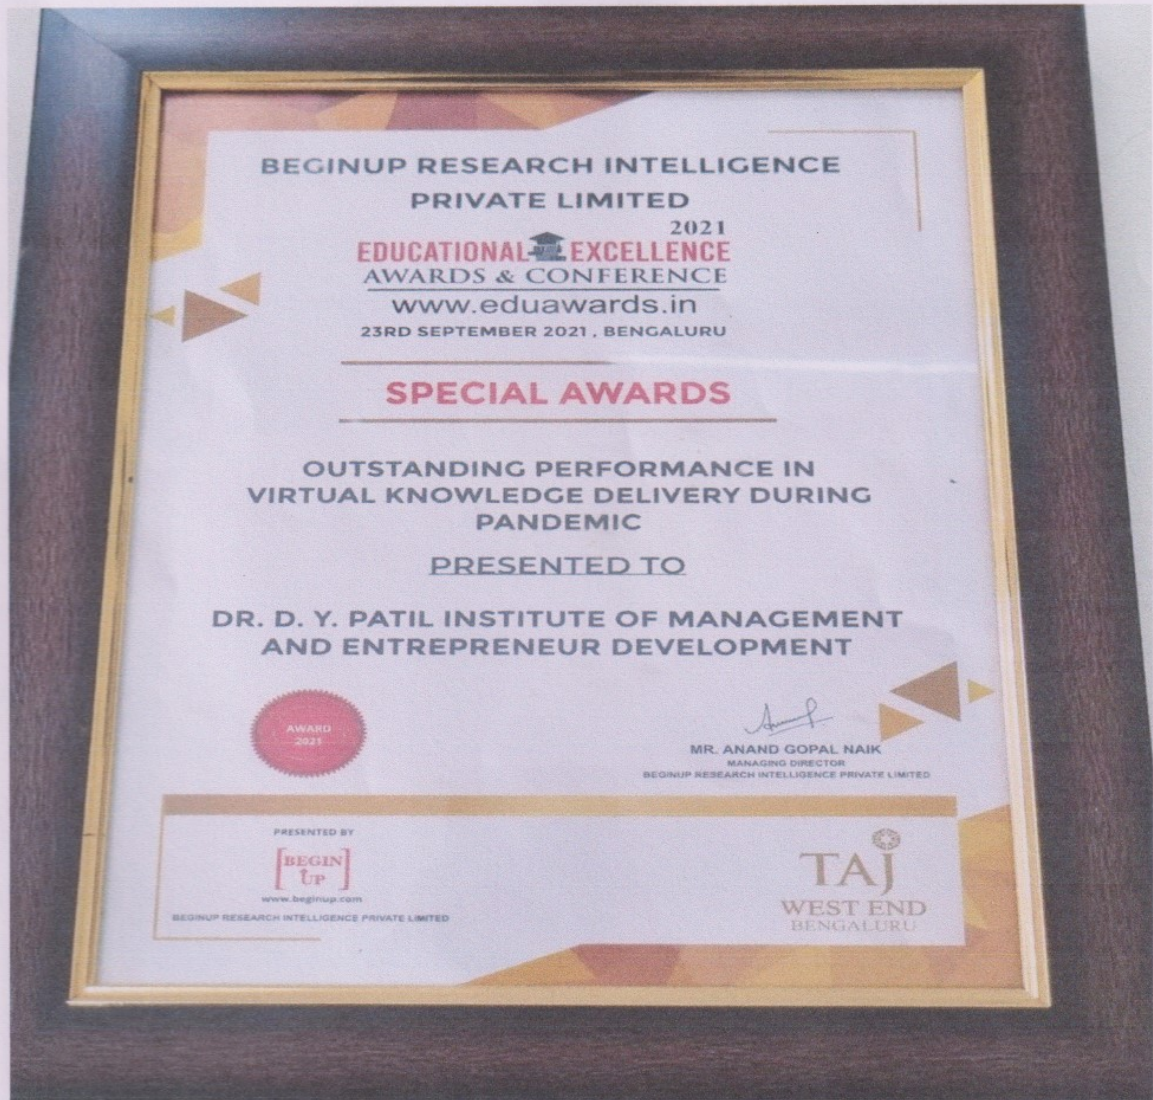 BEGINUP RESEARCH INTELLIGENCE
PRIVATE LIMITED
2021
EDUCATIONAL EXCELLENCE
AWARDS & CONFERENCE
www.eduawards.in
23RD SEPTEMBER 2021, BENGALURU
SPECIAL AWARDS
OUTSTANDING PERFORMANCE IN
VIRTUAL KNOWLEDGE DELIVERY DURING
PANDEMIC
PRESENTED TO
DR. D. Y. PATIL INSTITUTE OF MANAGEMENT
AND ENTREPRENEUR DEVELOPMENT
AWARD
2021
MR. ANAND GOPAL NAIK
MANAGING DIRECTOR
BEGINUP RESEARCH INTELLIGENCE PRIVATE LIMITED
PRESENTED BY
BEGIN
UP
www.beginup.com
BEGINUP RESEARCH INTELLIGENCE PRIVATE LIMITED
TAJ
WEST END
BENGALURU